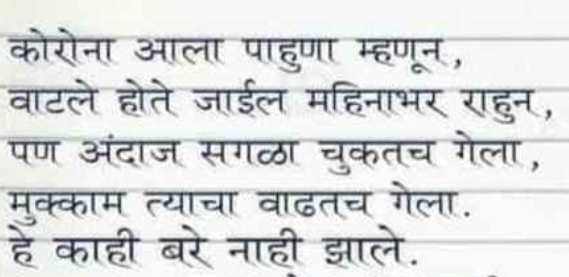 कोरोना आला पाहुणा म्हणून,
वाटले होते जाईल महिनाभर राहुन,
पण अंदाज सगळा चुकतच गेला,
मुक्काम त्याचा वाढतच गेला.
हे काही बरे नाही झाले.